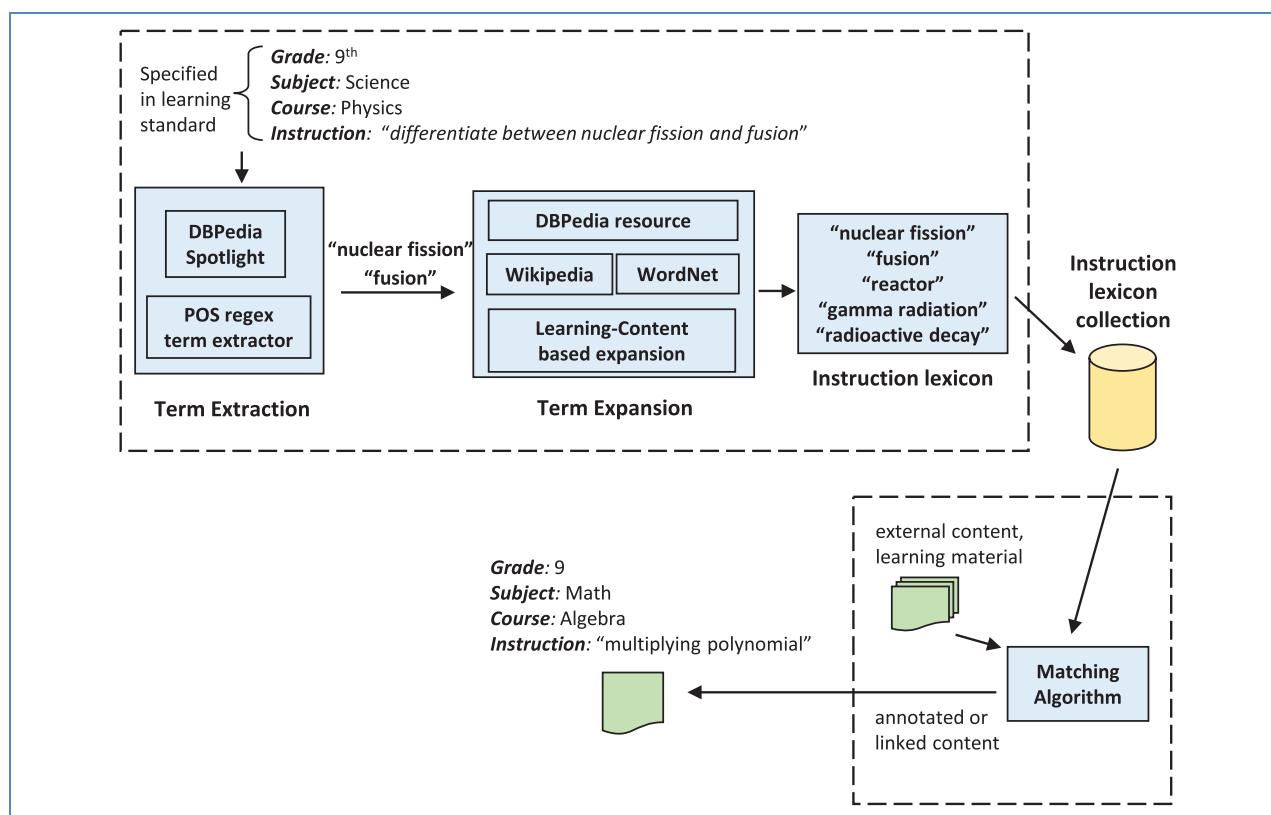 Specified
in learning
standard
Grade: 9th
Subject: Science
Course: Physics
Instruction: “differentiate between nuclear fission and fusion”
DBPedia
Spotlight
POS regex
term extractor
Term Extraction
“nuclear fission”
“fusion”
DBPedia resource
Wikipedia
WordNet
Learning-Content
based expansion
Term Expansion
“nuclear fission”
“fusion”
“reactor”
“gamma radiation”
“radioactive decay”
Instruction lexicon
Instruction
lexicon
collection
external content,
learning material
Matching
Algorithm
annotated or
linked content
Grade: 9
Subject: Math
Course: Algebra
Instruction: “multiplying polynomial”